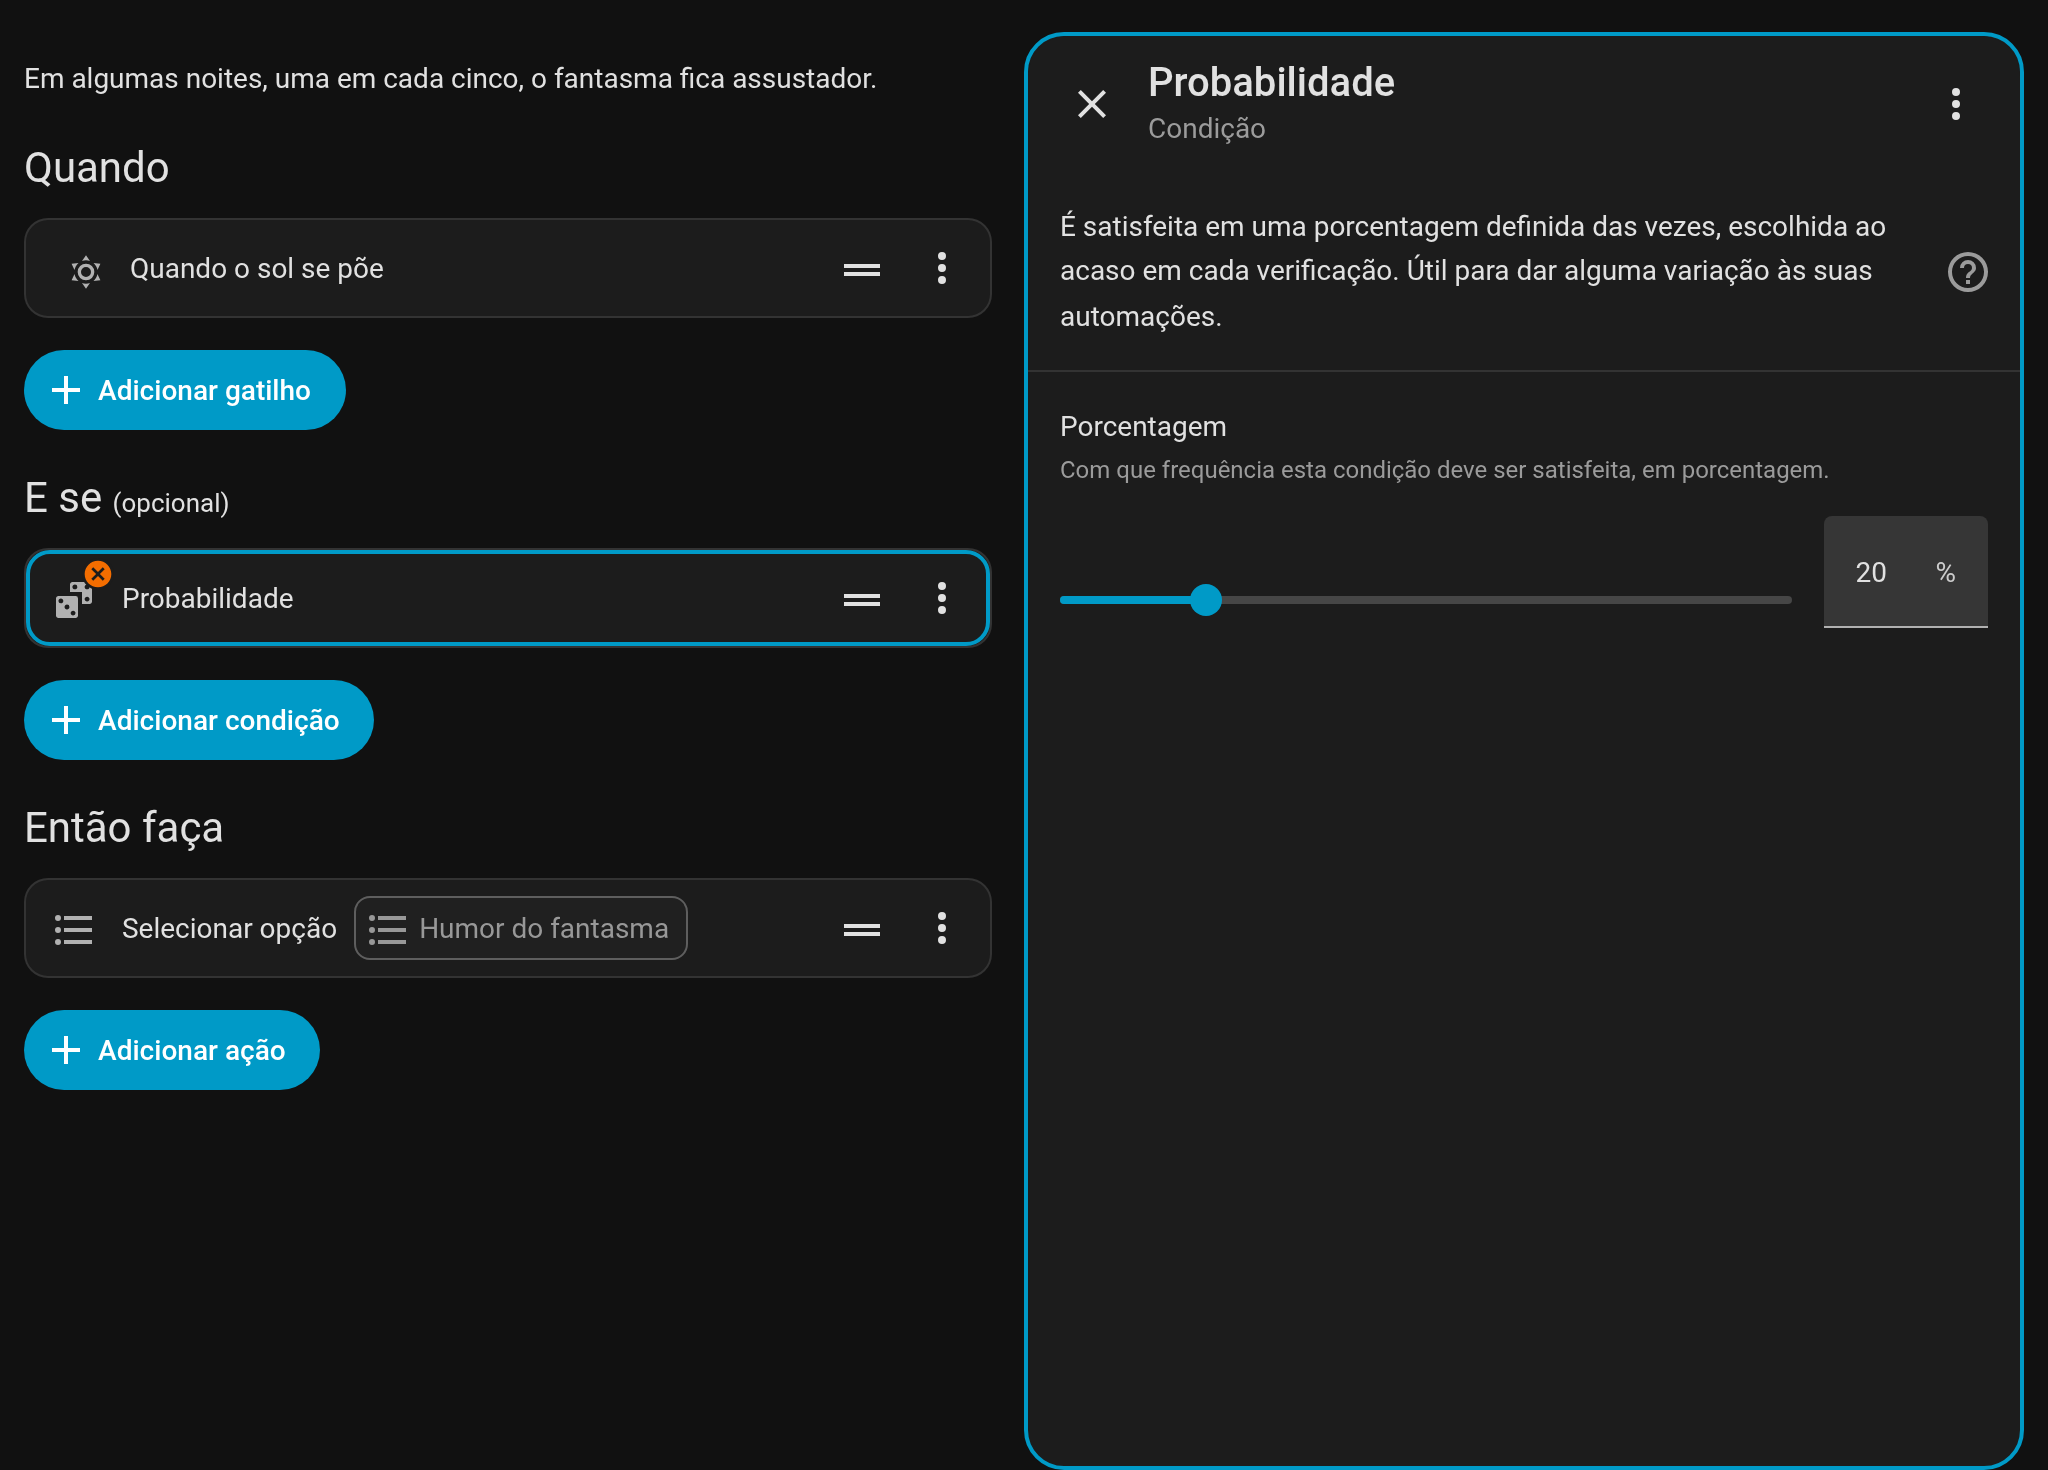 Em algumas noites, uma em cada cinco, o fantasma fica assustador.
Quando
Quando o sol se põe
Adicionar gatilho
E se (opcional)
Probabilidade
Adicionar condição
Então faça
Selecionar opção Humor do fantasma
Adicionar ação
Probabilidade
Condição
É satisfeita em uma porcentagem definida das vezes, escolhida ao
acaso em cada verificação. Útil para dar alguma variação às suas
automações.
Porcentagem
Com que frequência esta condição deve ser satisfeita, em porcentagem.
20 %